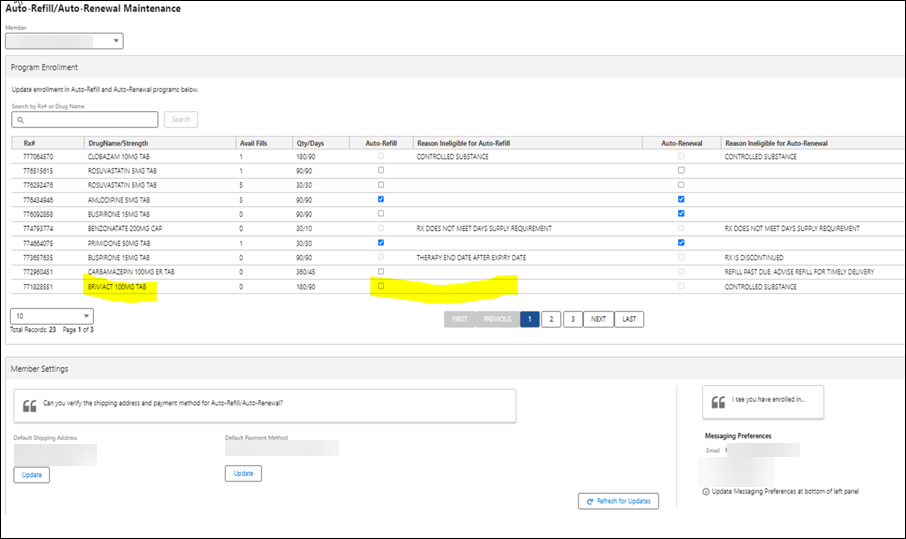 Auto-Refill/Auto-Renewal Maintenance
Member
Program Enrollment
Update enrollment in Auto-Refill and Auto-Renewal programs below.
Search by Rx# or Drug Name
Search
Rx# DrugName/Strength Avail Fills Qty/Days Auto-Refill Reason Ineligible for Auto-Refill Auto-Renewal Reason Ineligible for Auto-Renewal
777064570 CLOBAZAM 10MG TAB 1 180/90 CONTROLLED SUBSTANCE CONTROLLED SUBSTANCE
776515615 ROSUVASTATIN 5MG TAB 1 90/90
776292476 ROSUVASTATIN 5MG TAB 5 30/30
776434946 AMLODIPINE 5MG TAB 3 90/90
776092858 BUSPIRONE 15MG TAB 0 90/90
774793774 BENZONATATE 200MG CAP 0 30/10 RX DOES NOT MEET DAYS SUPPLY REQUIREMENT RX DOES NOT MEET DAYS SUPPLY REQUIREMENT
774664075 PRIMIDONE 50MG TAB 1 30/30
773657635 BUSPIRONE 15MG TAB 0 90/90 THERAPY END DATE AFTER EXPIRY DATE RX IS DISCONTINUED
772960451 CARBAMAZEPIN 100MG ER TAB 0 360/45 REFILL PAST DUE. ADVISE REFILL FOR TIMELY DELIVERY
771828551 BRIVIACT 100MG TAB 0 180/90 CONTROLLED SUBSTANCE
10 FIRST PREVIOUS 1 2 3 NEXT LAST
Total Records: 23 Page 1 of 3
Member Settings
Can you verify the shipping address and payment method for Auto-Refill/Auto-Renewal?
I see you have enrolled in...
Default Shipping Address
Default Payment Method
Messaging Preferences
Email
Update
Update
Update Messaging Preferences at bottom of left panel
Refresh for Updates